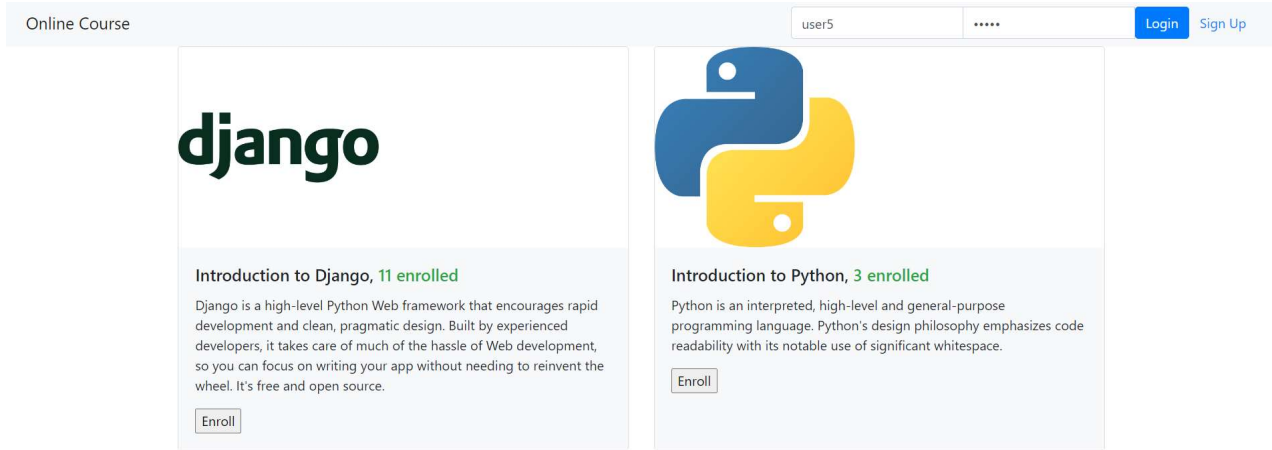 Online Course
user5
•••••
Login
Sign Up
django
Introduction to Django, 11 enrolled
Django is a high-level Python Web framework that encourages rapid
development and clean, pragmatic design. Built by experienced
developers, it takes care of much of the hassle of Web development,
so you can focus on writing your app without needing to reinvent the
wheel. It's free and open source.
Enroll
Introduction to Python, 3 enrolled
Python is an interpreted, high-level and general-purpose
programming language. Python's design philosophy emphasizes code
readability with its notable use of significant whitespace.
Enroll